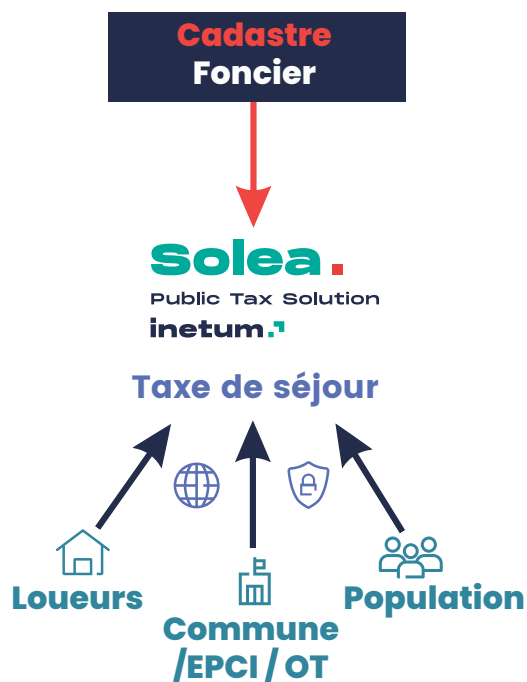 Cadastre
Foncier
Solea.
Public Tax Solution
inetum.
Taxe de séjour
Loueurs
Population
Commune
/EPCI / OT